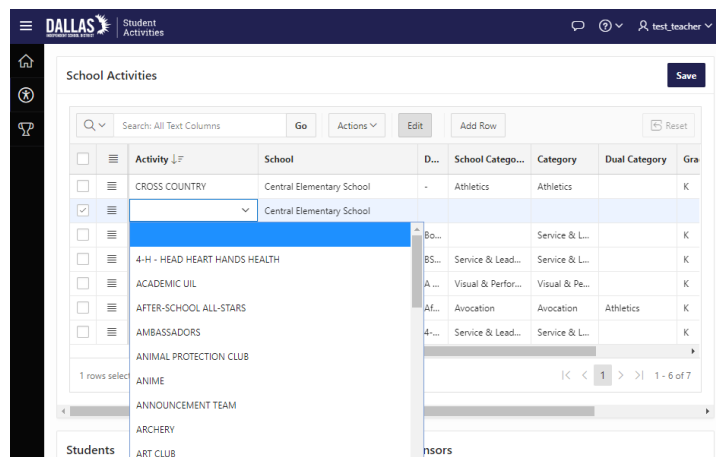 DALLAS
INDEPENDENT SCHOOL DISTRICT
Student
Activities
test_teacher
School Activities
Save
Search: All Text Columns
Go
Actions
Edit
Add Row
Reset
Activity School D... School Catego... Category Dual Category Gra
CROSS COUNTRY Central Elementary School - Athletics Athletics K
Central Elementary School
Bo... Service & L... K
4-H - HEAD HEART HANDS HEALTH BS... Service & Lead... Service & L... K
ACADEMIC UIL A ... Visual & Perfor... Visual & Pe... K
AFTER-SCHOOL ALL-STARS Af... Avocation Avocation Athletics K
AMBASSADORS 4-... Service & Lead... Service & L... K
ANIMAL PROTECTION CLUB
1 rows selec
ANIME
1
1 - 6 of 7
ANNOUNCEMENT TEAM
ARCHERY
ART CLUB
Students
nsors